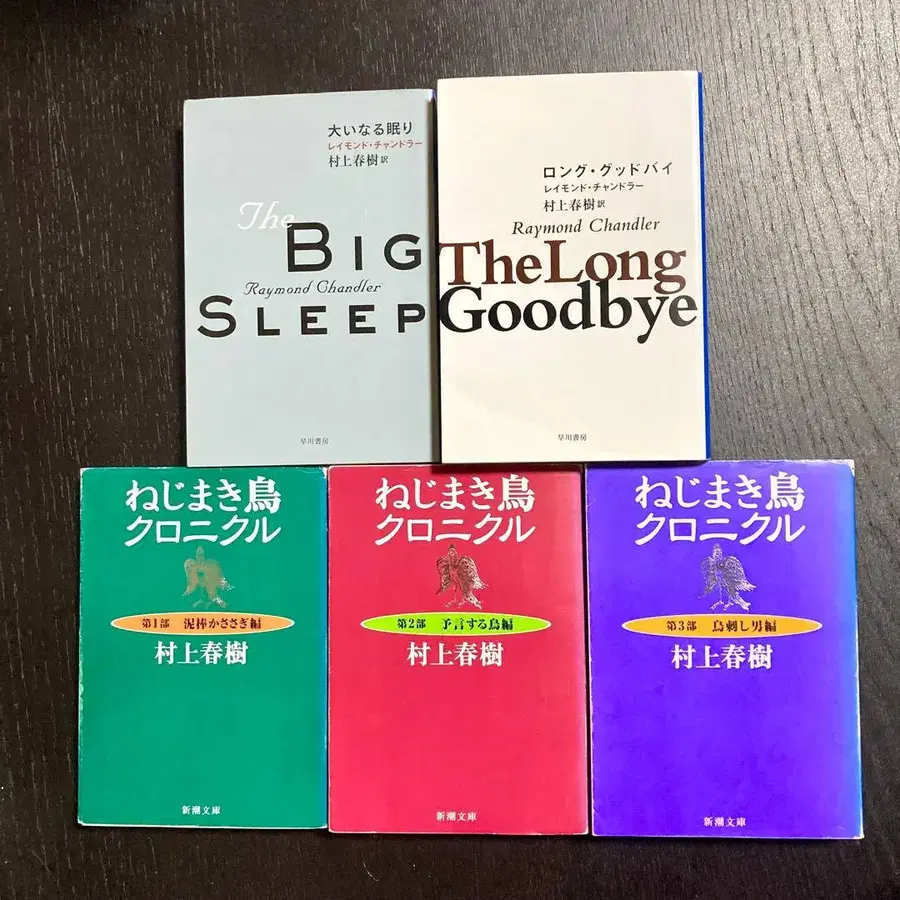 大いなる眠り
レイモンド・チャンドラー
村上春樹 訳
The
BIG
Raymond Chandler
SLEEP
早川書房
ロング・グッドバイ
レイモンド・チャンドラー
村上春樹 訳
Raymond Chandler
The Long
Goodbye
早川書房
ねじまき鳥
クロニクル
第1部 泥棒かささぎ編
村上春樹
新潮文庫
ねじまき鳥
クロニクル
第2部 予言する鳥編
村上春樹
新潮文庫
ねじまき鳥
クロニクル
第3部 鳥刺し男編
村上春樹
新潮文庫